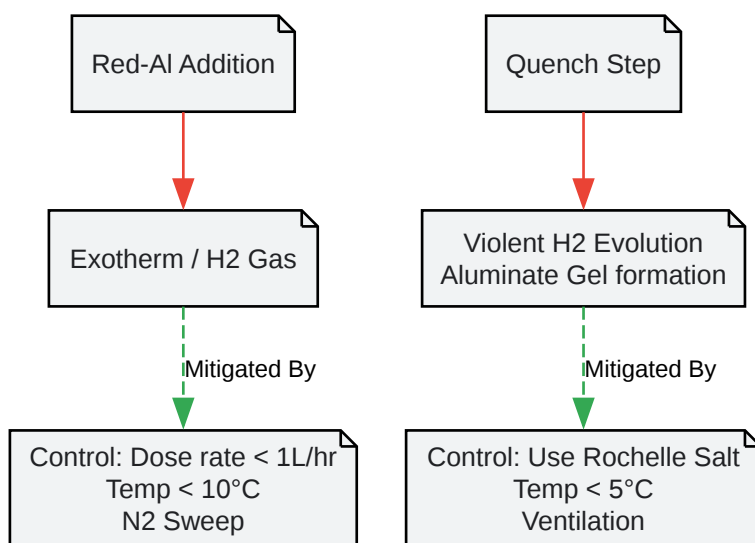 Red-Al Addition
Quench Step
Exotherm / H2 Gas
Violent H2 Evolution
Aluminate Gel formation
Mitigated By
Mitigated By
Control: Dose rate < 1L/hr
Temp < 10°C
N2 Sweep
Control: Use Rochelle Salt
Temp < 5°C
Ventilation